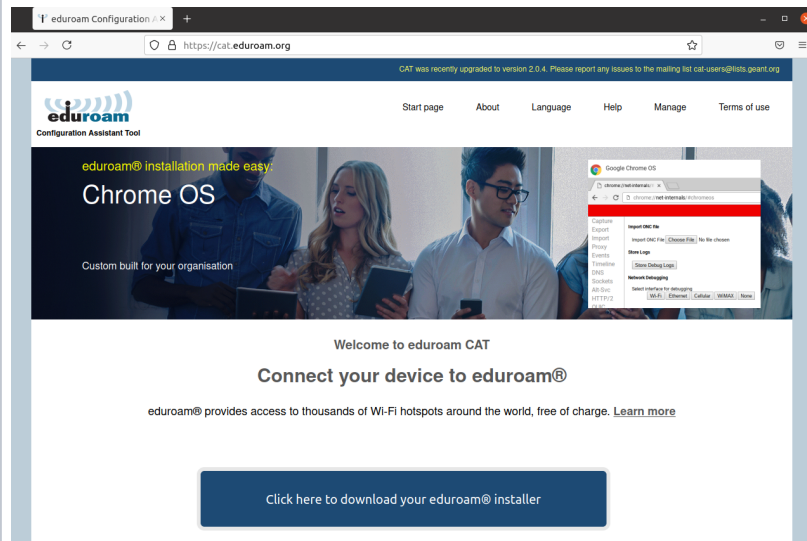 eduroam Configuration A
https://cat.eduroam.org
CAT was recently upgraded to version 2.0.4. Please report any issues to the mailing list cat-users@lists.geant.org
eduroam
Configuration Assistant Tool
Start page About Language Help Manage Terms of use
eduroam® installation made easy:
Chrome OS
Custom built for your organisation
Google Chrome OS
chrome://net-internals/#chromeos
Capture
Export
Import
Proxy
Events
Timeline
DNS
Sockets
Alt-Svc
HTTP/2
QUIC
Import ONC file
Import ONC File Choose File No file chosen
Store Logs
Store Debug Logs
Network Debugging
Select interface for debugging
Wi-Fi Ethernet Cellular WiMAX None
Welcome to eduroam CAT
Connect your device to eduroam®
eduroam® provides access to thousands of Wi-Fi hotspots around the world, free of charge. Learn more
Click here to download your eduroam® installer